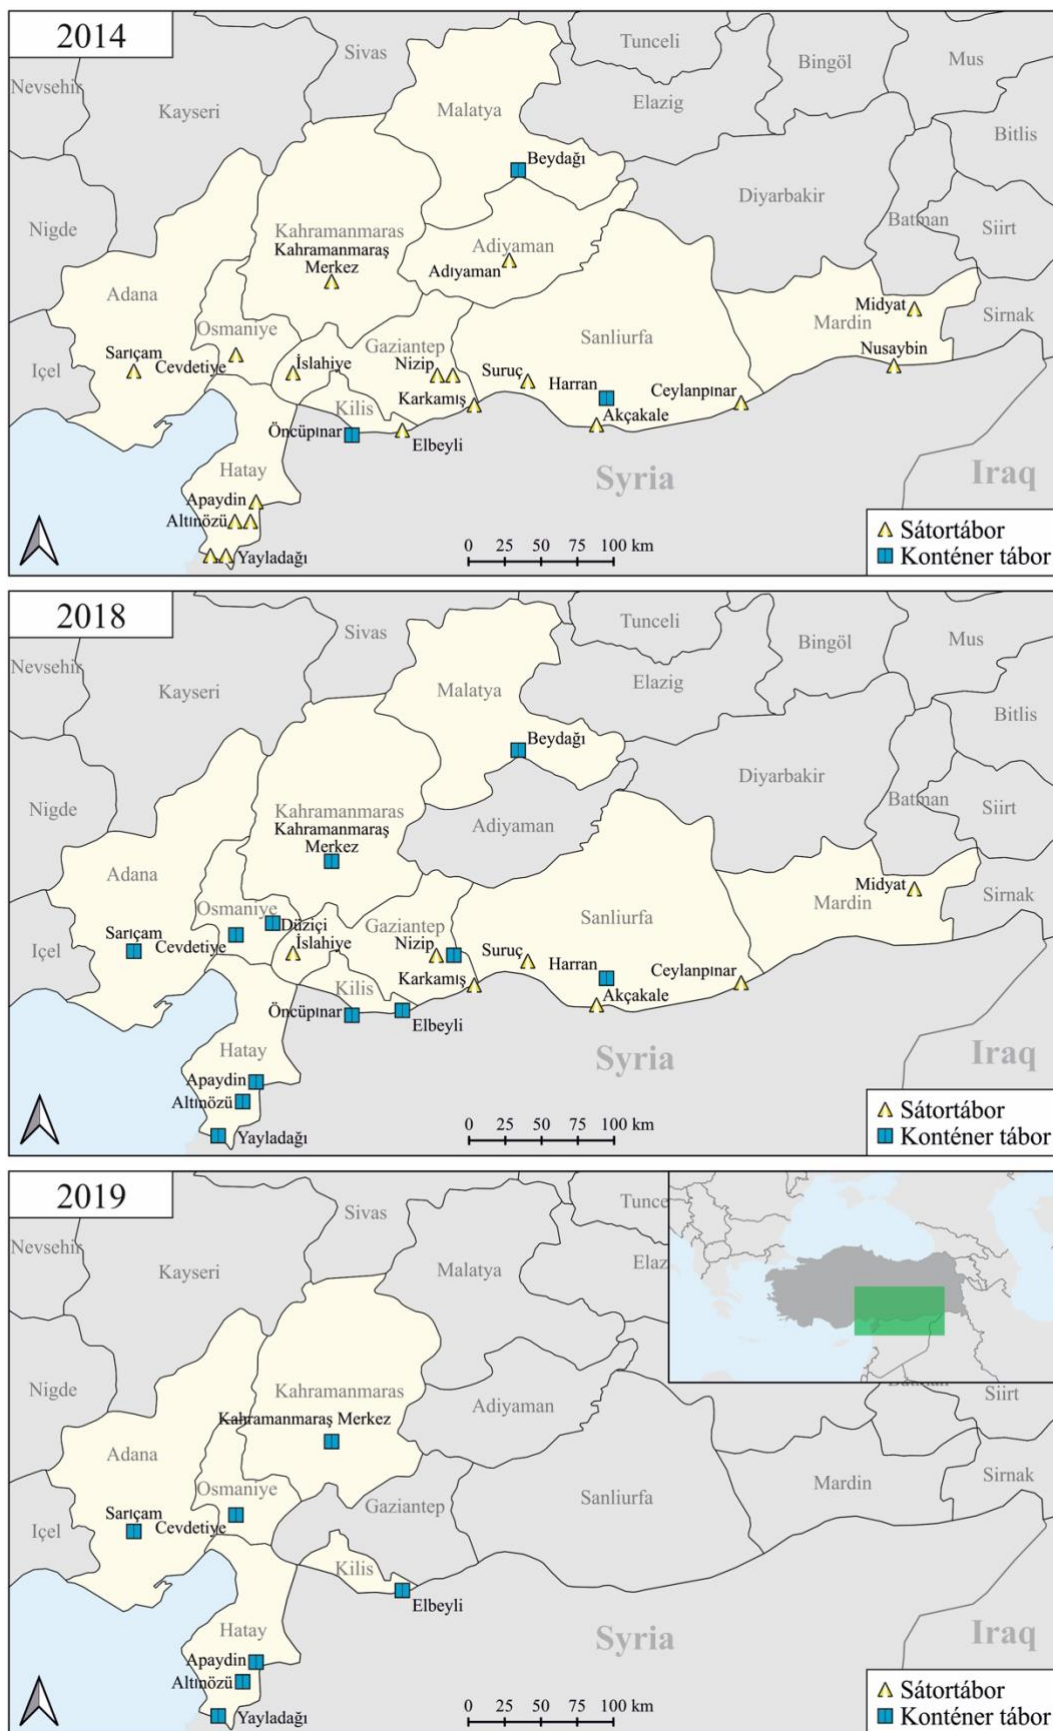 2014
Sivas
Tunceli
Bingöl
Mus
Nevsehir
Kayseri
Malatya
Elazig
Bitlis
Beydağı
Diyarbakir
Nigde
Batman
Siirt
Kahramanmaras
Kahramanmaraş
Merkez
Adiyaman
Adıyaman
Adana
Midyat
Mardin
Sirnak
Osmaniye
Sanliurfa
Gaziantep
Nusaybin
Içel
Sarıçam
Cevdetiye
İslahiye
Nizip
Suruç
Harran
Ceylanpınar
Kilis
Karkamış
Akçakale
Öncüpınar
Elbeyli
Hatay
Syria
Iraq
Apaydin
Altınözü
Yayladağı
0 25 50 75 100 km
Sátortábor
Konténer tábor
2018
Sivas
Tunceli
Bingöl
Mus
Nevsehir
Kayseri
Malatya
Elazig
Bitlis
Beydağı
Diyarbakir
Nigde
Batman
Siirt
Kahramanmaras
Kahramanmaraş
Merkez
Adiyaman
Adana
Midyat
Mardin
Sirnak
Osmaniye
Düziçi
Sanliurfa
Gaziantep
Içel
Sarıçam
Cevdetiye
İslahiye
Nizip
Suruç
Harran
Ceylanpınar
Kilis
Karkamış
Akçakale
Öncüpınar
Elbeyli
Hatay
Syria
Iraq
Apaydin
Altınözü
Yayladağı
0 25 50 75 100 km
Sátortábor
Konténer tábor
2019
Sivas
Tunce
Nevsehir
Kayseri
Malatya
Elaz
Nigde
Siirt
Kahramanmaras
Kahramanmaraş Merkez
Adiyaman
Adana
Mardin
Sirnak
Osmaniye
Sanliurfa
Gaziantep
Içel
Sarıçam
Cevdetiye
Kilis
Elbeyli
Hatay
Syria
Iraq
Apaydin
Altınözü
Yayladağı
0 25 50 75 100 km
Sátortábor
Konténer tábor